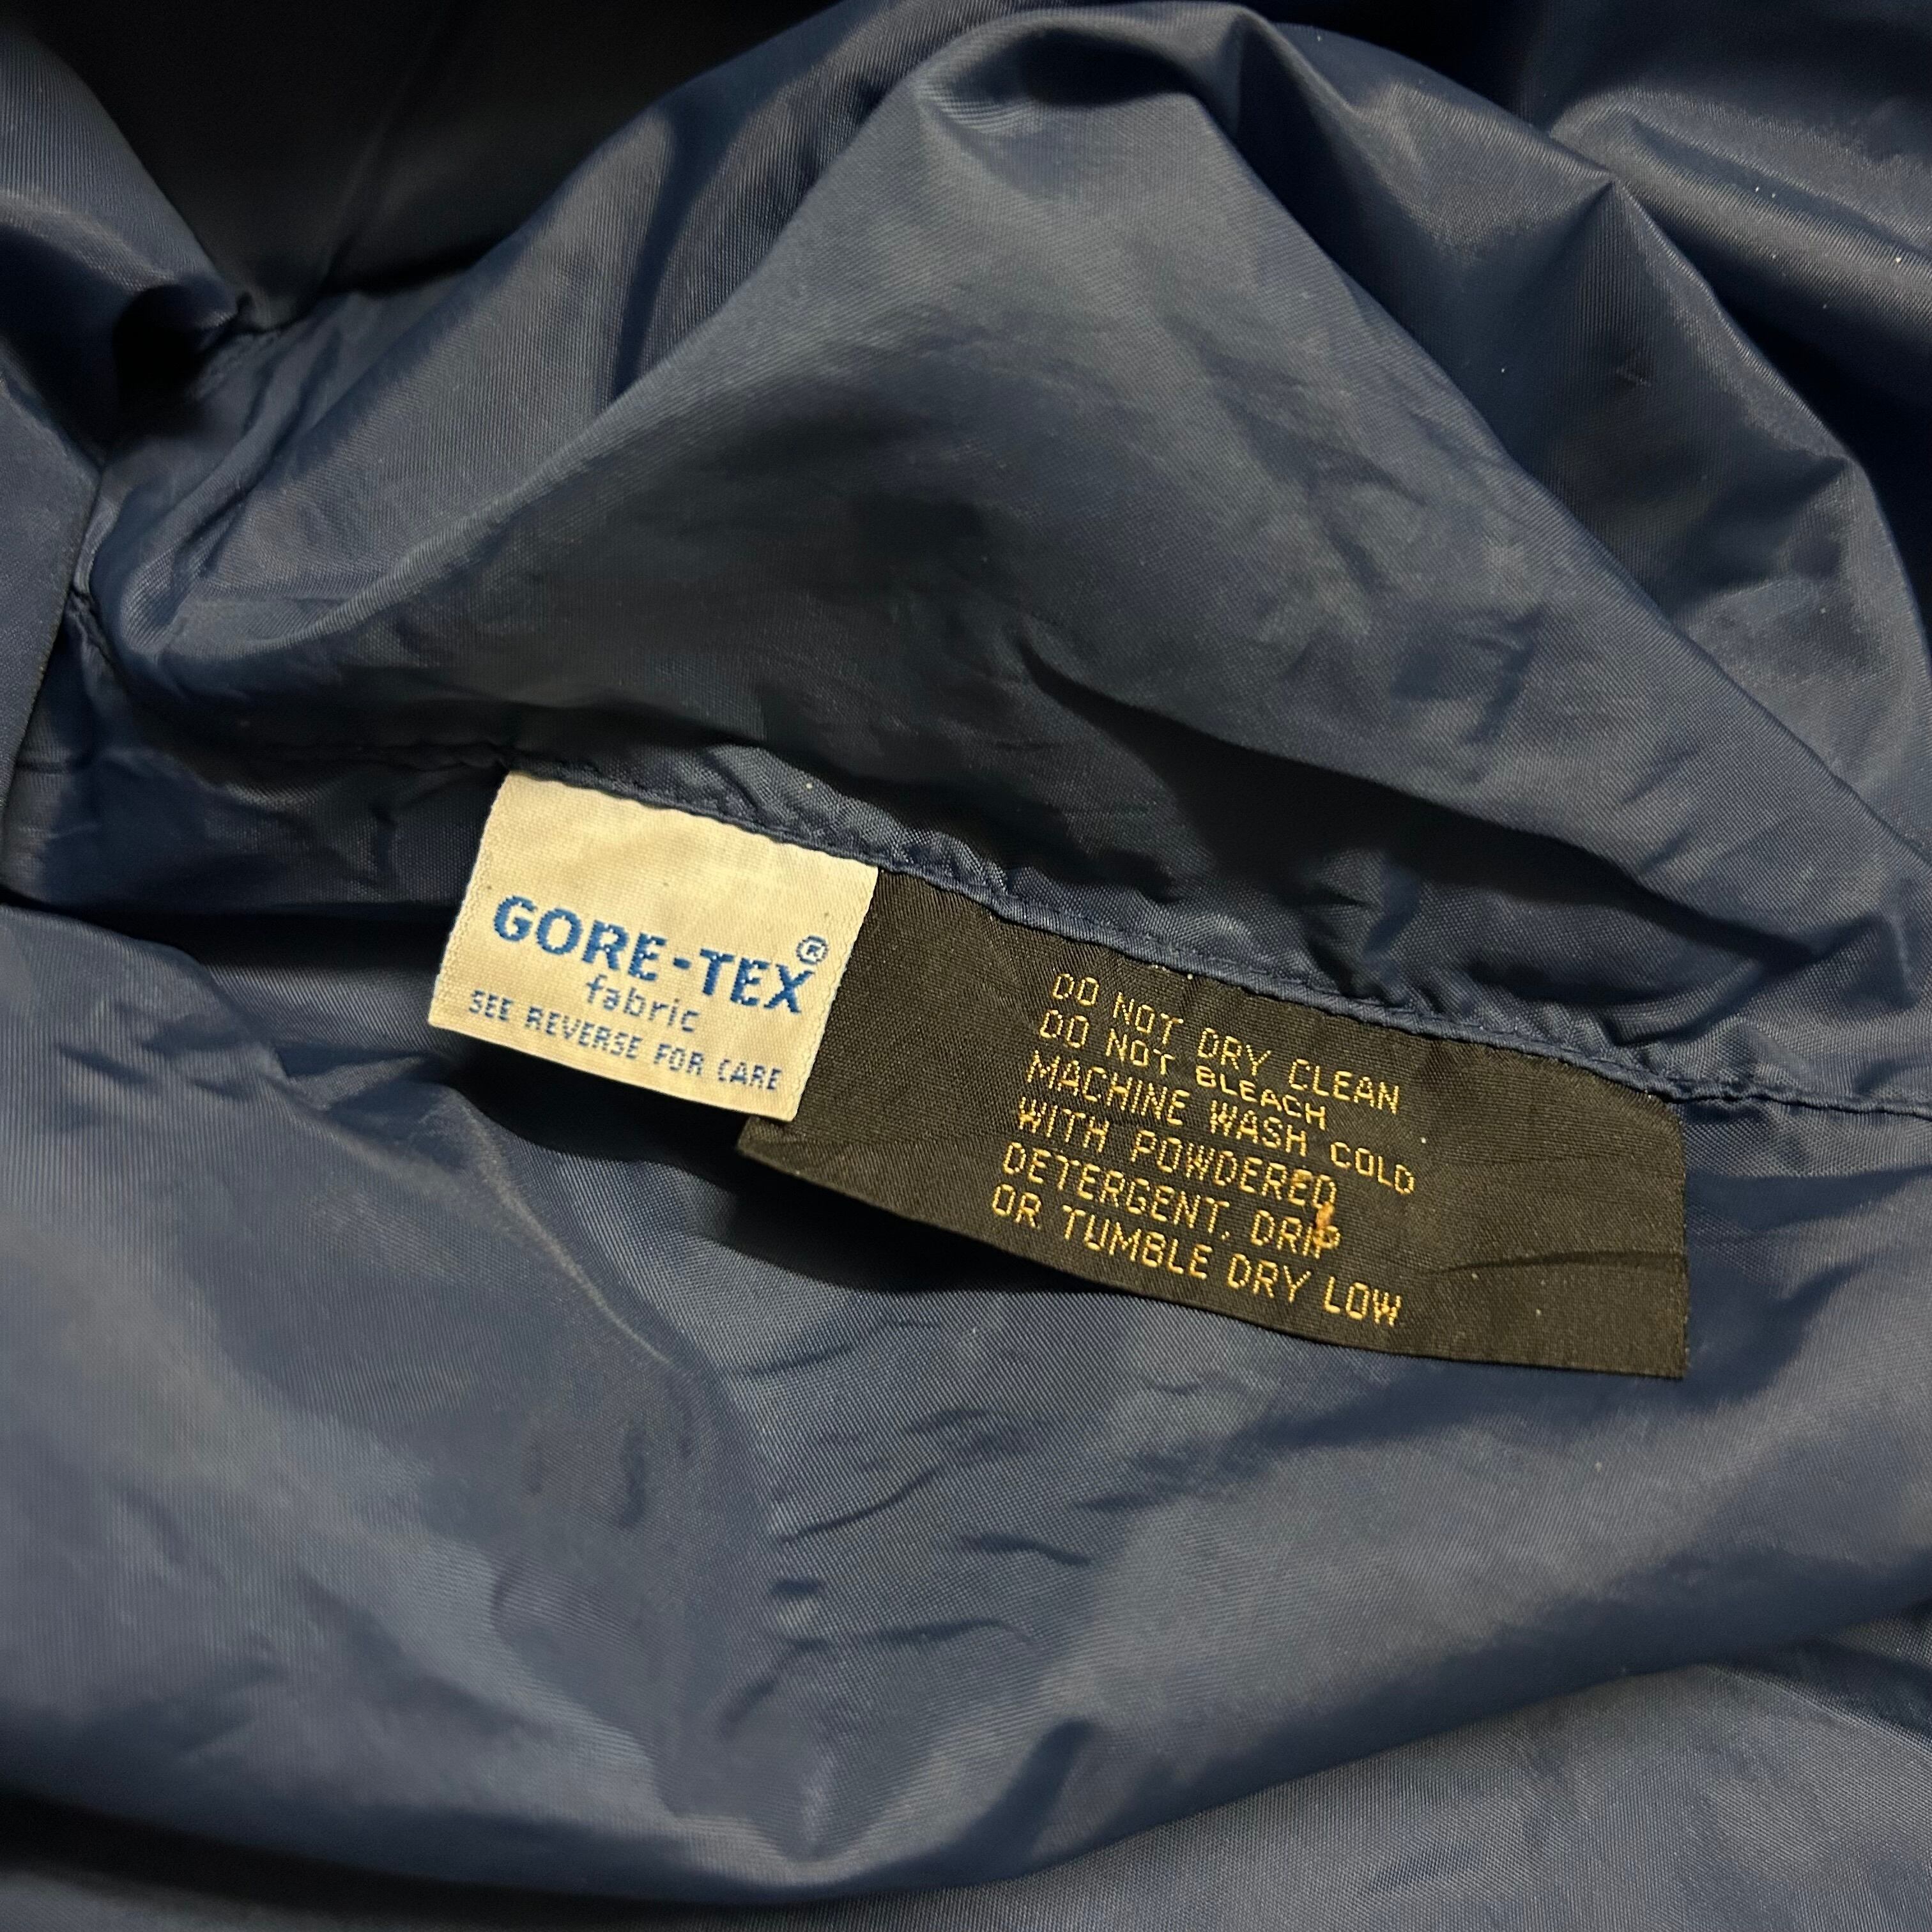 GORE-TEX®
fabric
SEE REVERSE FOR CARE
DO NOT DRY CLEAN
DO NOT BLEACH
MACHINE WASH COLD
WITH POWDERED
DETERGENT. DRIP
OR TUMBLE DRY LOW